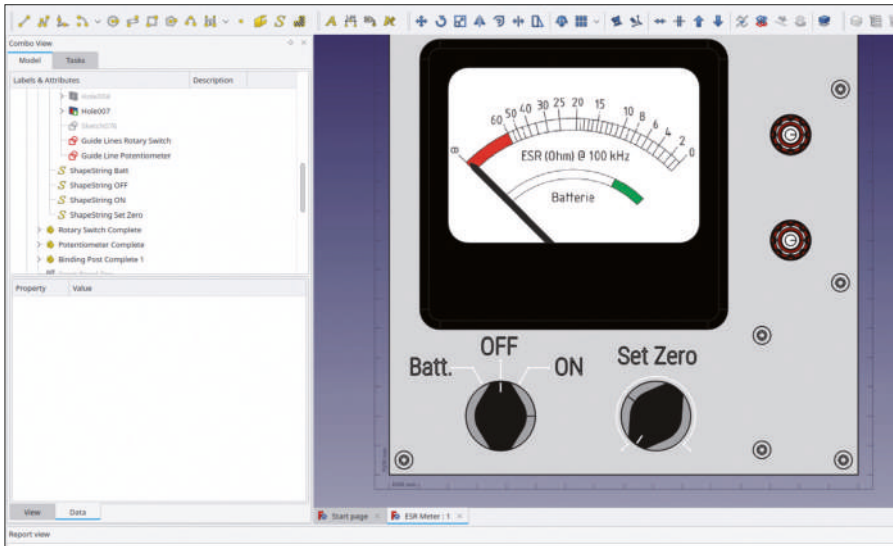 Combo View
Model Tasks
Labels & Attributes Description
Hole007
Guide Lines Rotary Switch
Guide Line Potentiometer
ShapeString Batt
ShapeString OFF
ShapeString ON
ShapeString Set Zero
Rotary Switch Complete
Potentiometer Complete
Binding Post Complete 1
Property Value
View Data
Report view
∞ 60 50 40 30 25 20 15 10 8 6 4 2 0
ESR (Ohm) @ 100 kHz
Batterie
Batt. OFF ON
Set Zero
Start page
ESR Meter : 1